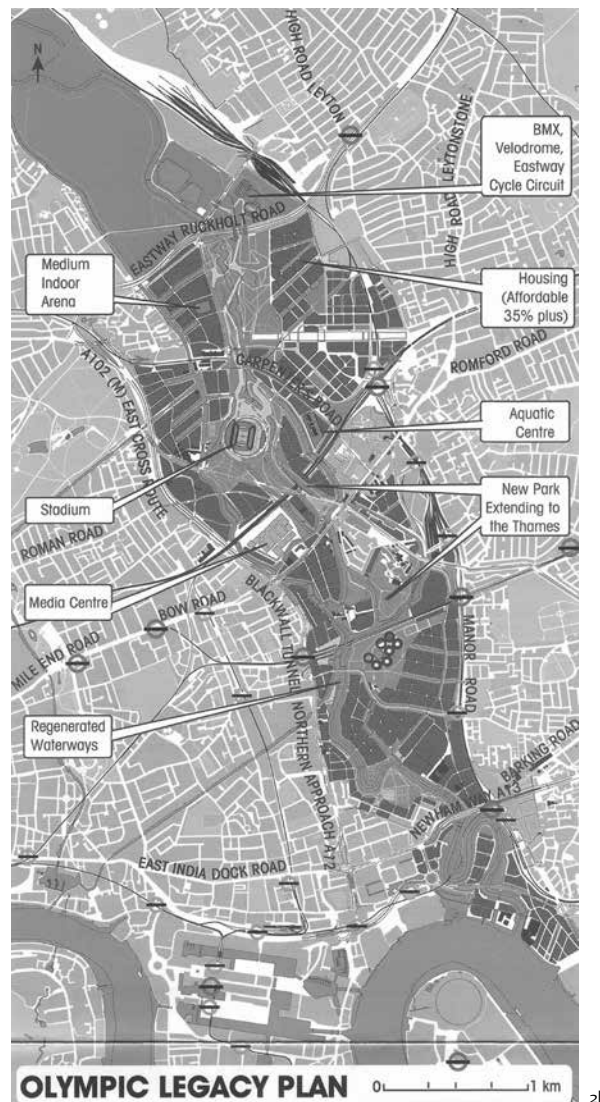 N
HIGH ROAD LEYTON
HIGH ROAD LEYTONSTONE
BMX,
Velodrome,
Eastway
Cycle Circuit
EASTWAY RUCKHOLT ROAD
Medium
Indoor
Arena
Housing
(Affordable
35% plus)
A102 (M) EAST CROSS ROUTE
CARPENTERS ROAD
ROMFORD ROAD
Aquatic
Centre
Stadium
New Park
Extending to
the Thames
ROMAN ROAD
Media Centre
BOW ROAD
MILE END ROAD
BLACKWALL TUNNEL NORTHERN APPROACH A72
MANOR ROAD
Regenerated
Waterways
BARKING ROAD
NEWHAM WAY A13
EAST INDIA DOCK ROAD
OLYMPIC LEGACY PLAN
0 1 km